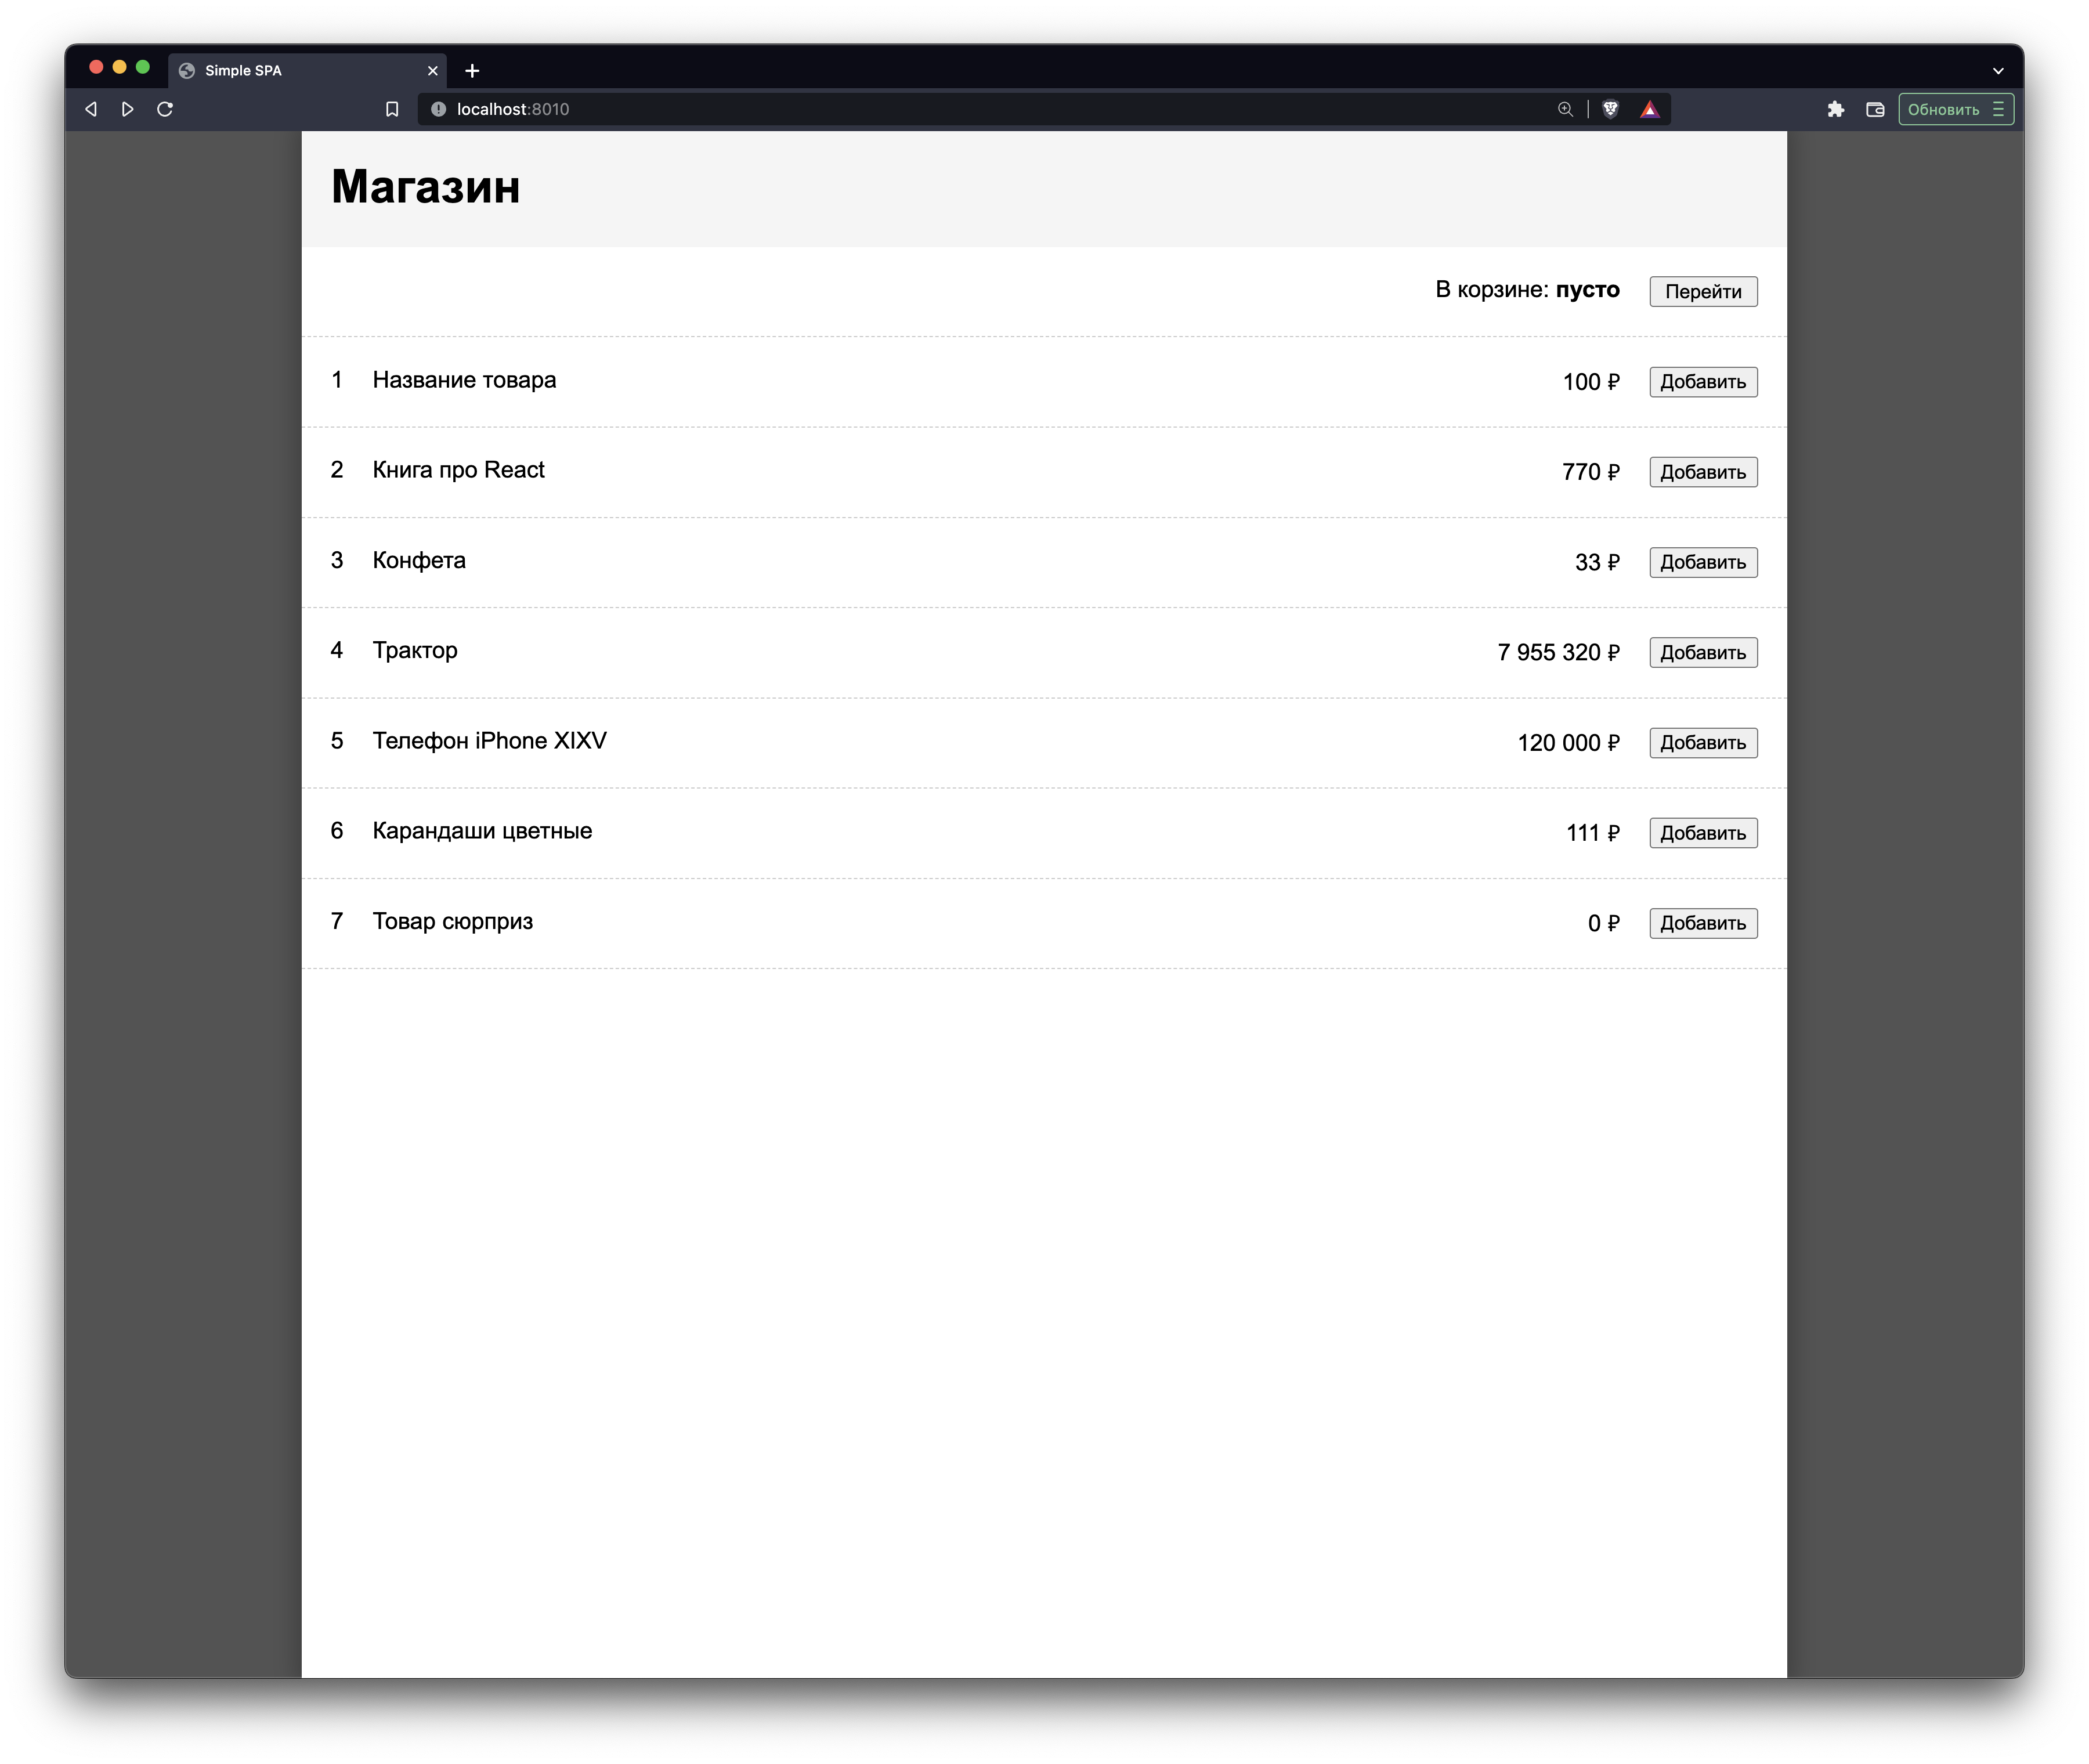 Simple SPA
localhost:8010
Обновить
Магазин
В корзине: пусто Перейти
1 Название товара 100 ₽ Добавить
2 Книга про React 770 ₽ Добавить
3 Конфета 33 ₽ Добавить
4 Трактор 7 955 320 ₽ Добавить
5 Телефон iPhone XIXV 120 000 ₽ Добавить
6 Карандаши цветные 111 ₽ Добавить
7 Товар сюрприз 0 ₽ Добавить